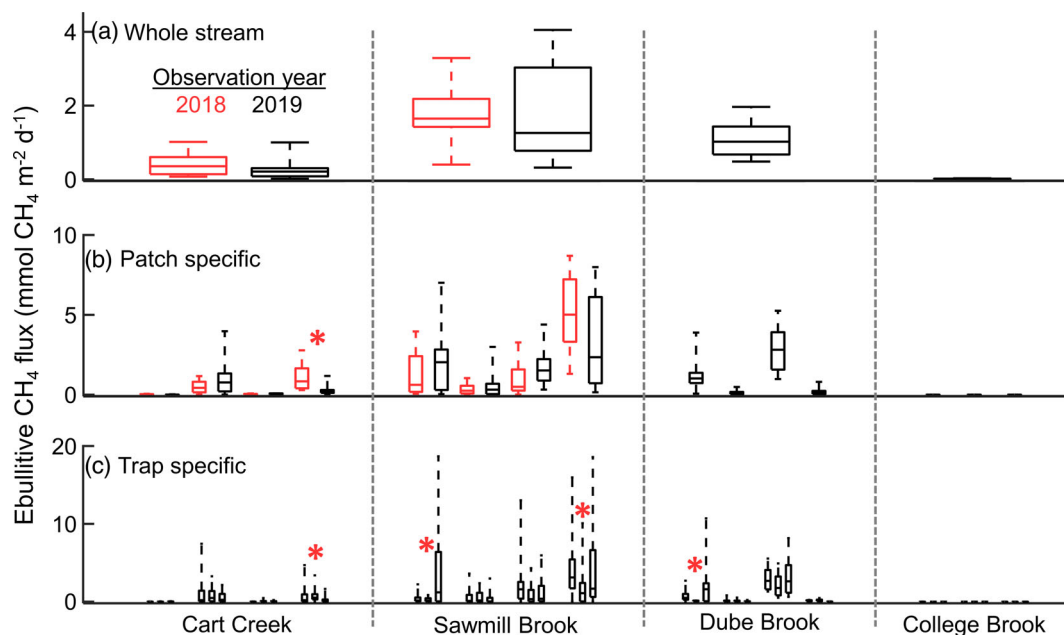 Ebullitive CH4 flux (mmol CH4 m-2 d-1)
(a) Whole stream
Observation year
2018 2019
4
2
0
(b) Patch specific
10
5
0
*
(c) Trap specific
20
10
0
* * * *
Cart Creek Sawmill Brook Dube Brook College Brook